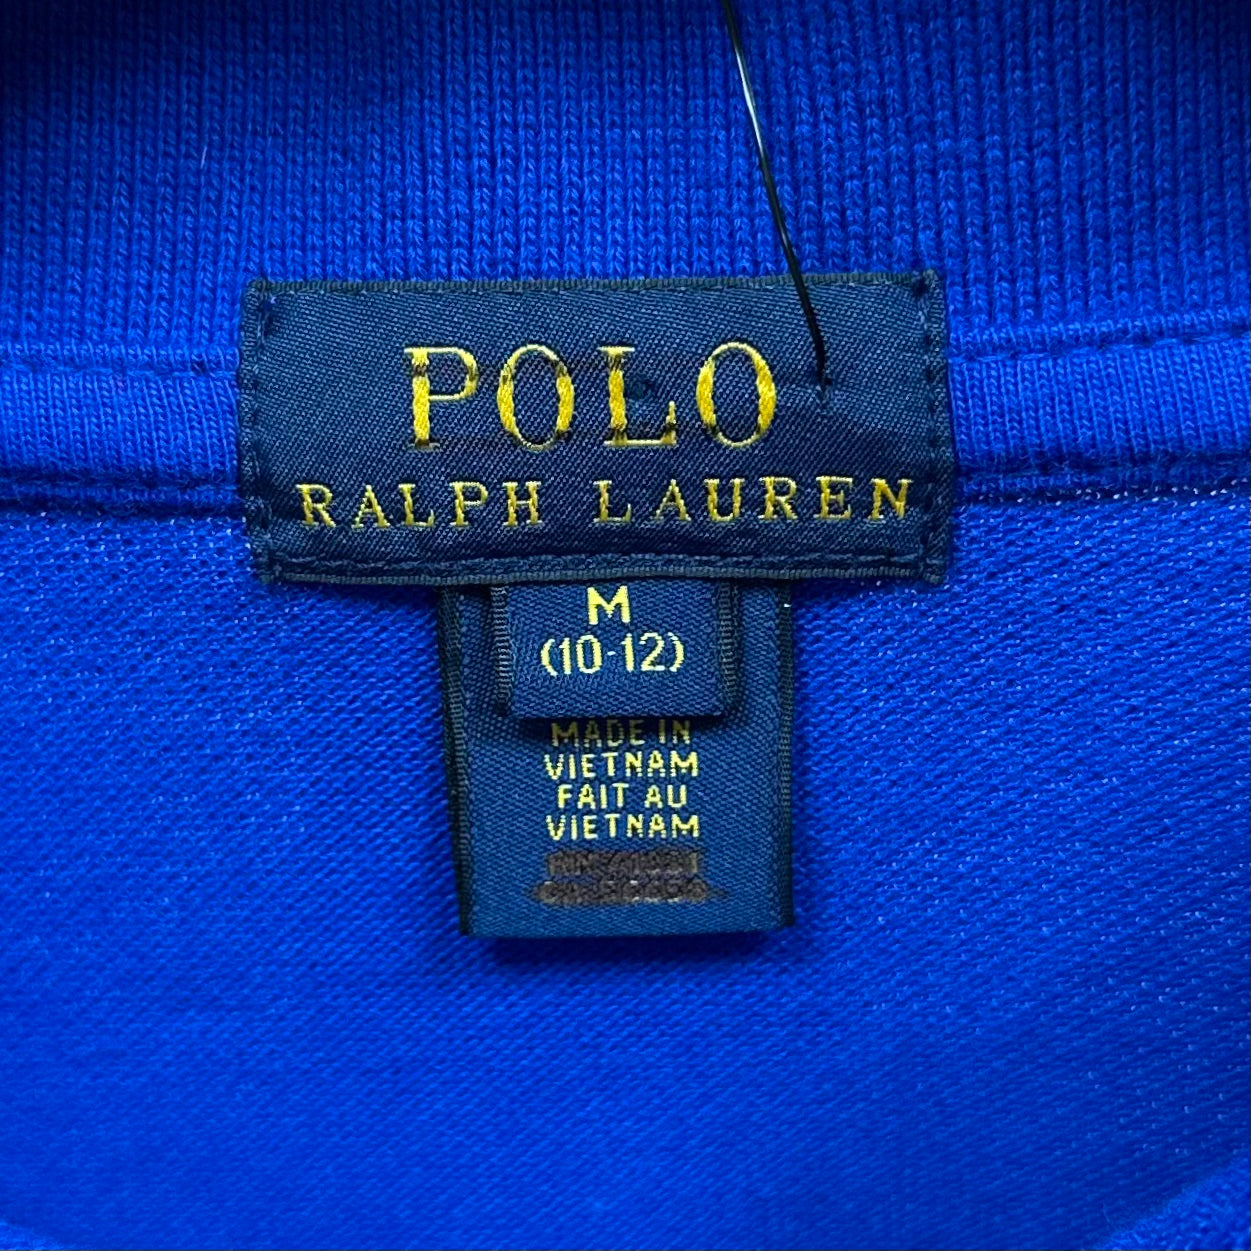 POLO
RALPH LAUREN
M
(10-12)
MADE IN
VIETNAM
FAIT AU
VIETNAM